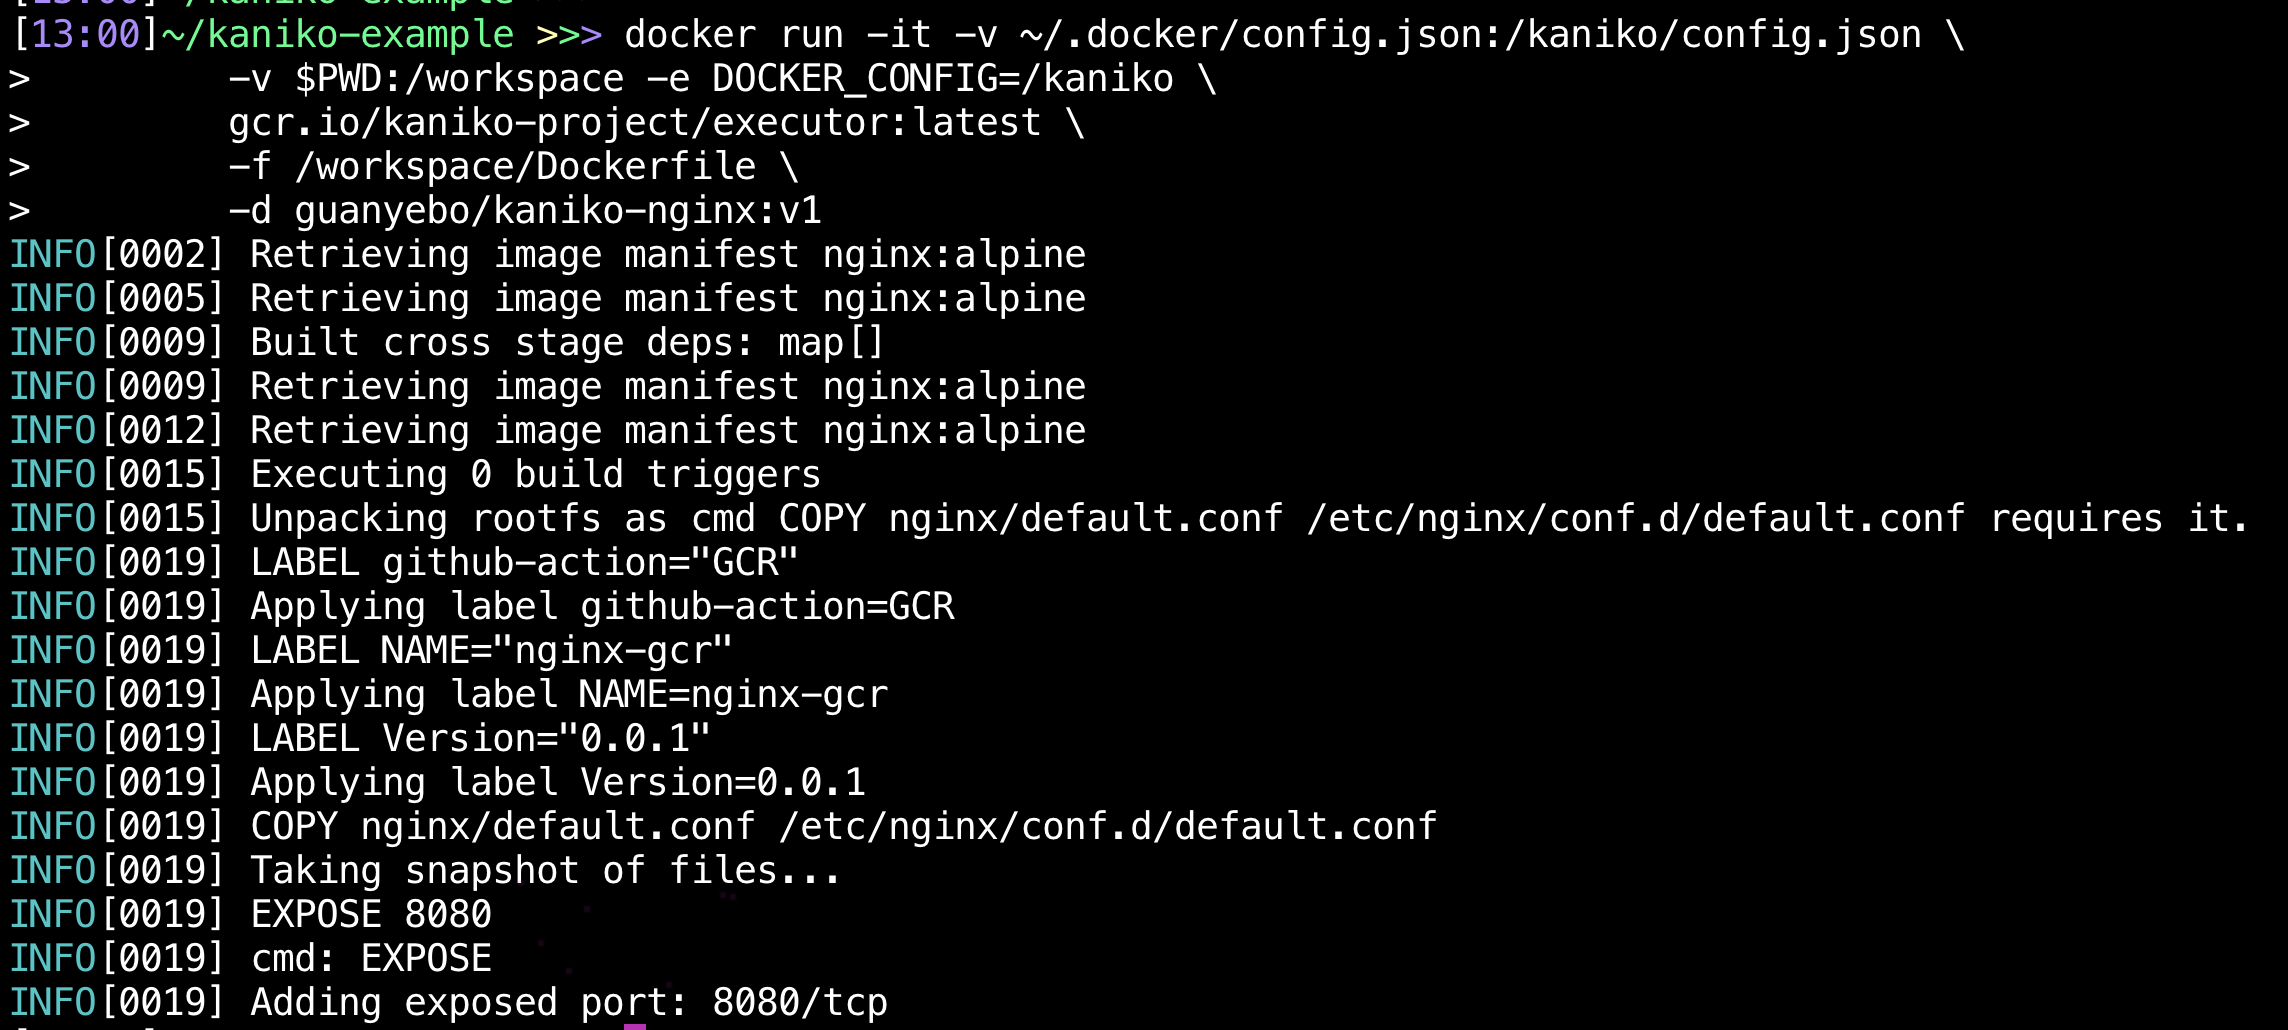 [13:00]~/kaniko-example >>> docker run -it -v ~/.docker/config.json:/kaniko/config.json \
>         -v $PWD:/workspace -e DOCKER_CONFIG=/kaniko \
>         gcr.io/kaniko-project/executor:latest \
>         -f /workspace/Dockerfile \
>         -d guanyebo/kaniko-nginx:v1
INFO[0002] Retrieving image manifest nginx:alpine
INFO[0005] Retrieving image manifest nginx:alpine
INFO[0009] Built cross stage deps: map[]
INFO[0009] Retrieving image manifest nginx:alpine
INFO[0012] Retrieving image manifest nginx:alpine
INFO[0015] Executing 0 build triggers
INFO[0015] Unpacking rootfs as cmd COPY nginx/default.conf /etc/nginx/conf.d/default.conf requires it.
INFO[0019] LABEL github-action="GCR"
INFO[0019] Applying label github-action=GCR
INFO[0019] LABEL NAME="nginx-gcr"
INFO[0019] Applying label NAME=nginx-gcr
INFO[0019] LABEL Version="0.0.1"
INFO[0019] Applying label Version=0.0.1
INFO[0019] COPY nginx/default.conf /etc/nginx/conf.d/default.conf
INFO[0019] Taking snapshot of files...
INFO[0019] EXPOSE 8080
INFO[0019] cmd: EXPOSE
INFO[0019] Adding exposed port: 8080/tcp